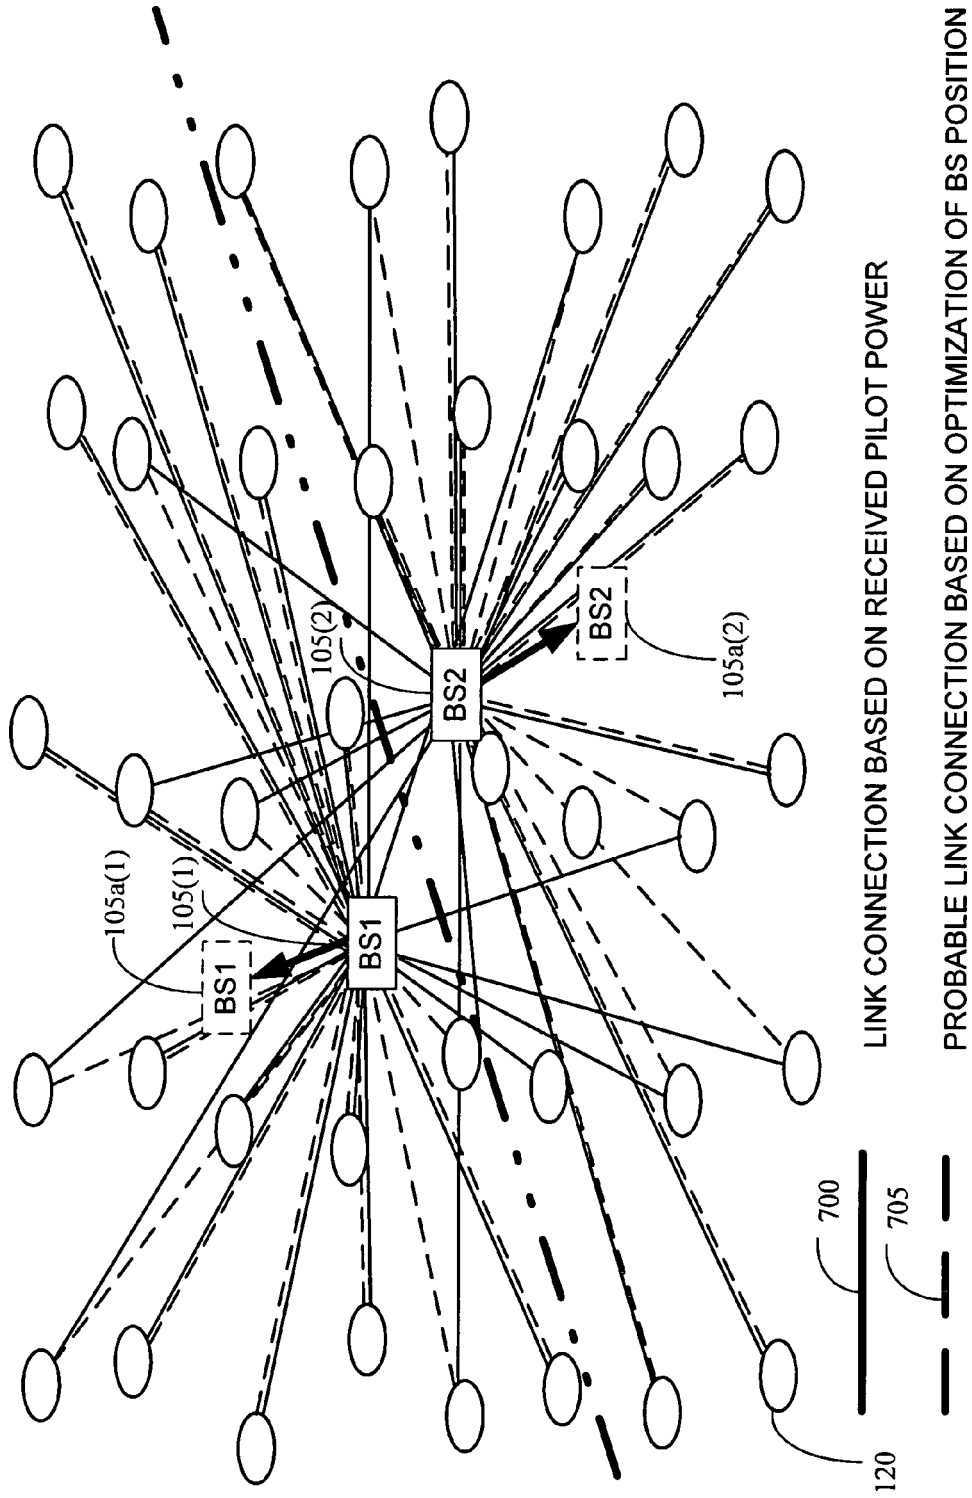 105a(1)
105(1)
BS1
BS1
105(2)
BS2
BS2
105a(2)
120
700
LINK CONNECTION BASED ON RECEIVED PILOT POWER
705
PROBABLE LINK CONNECTION BASED ON OPTIMIZATION OF BS POSITION